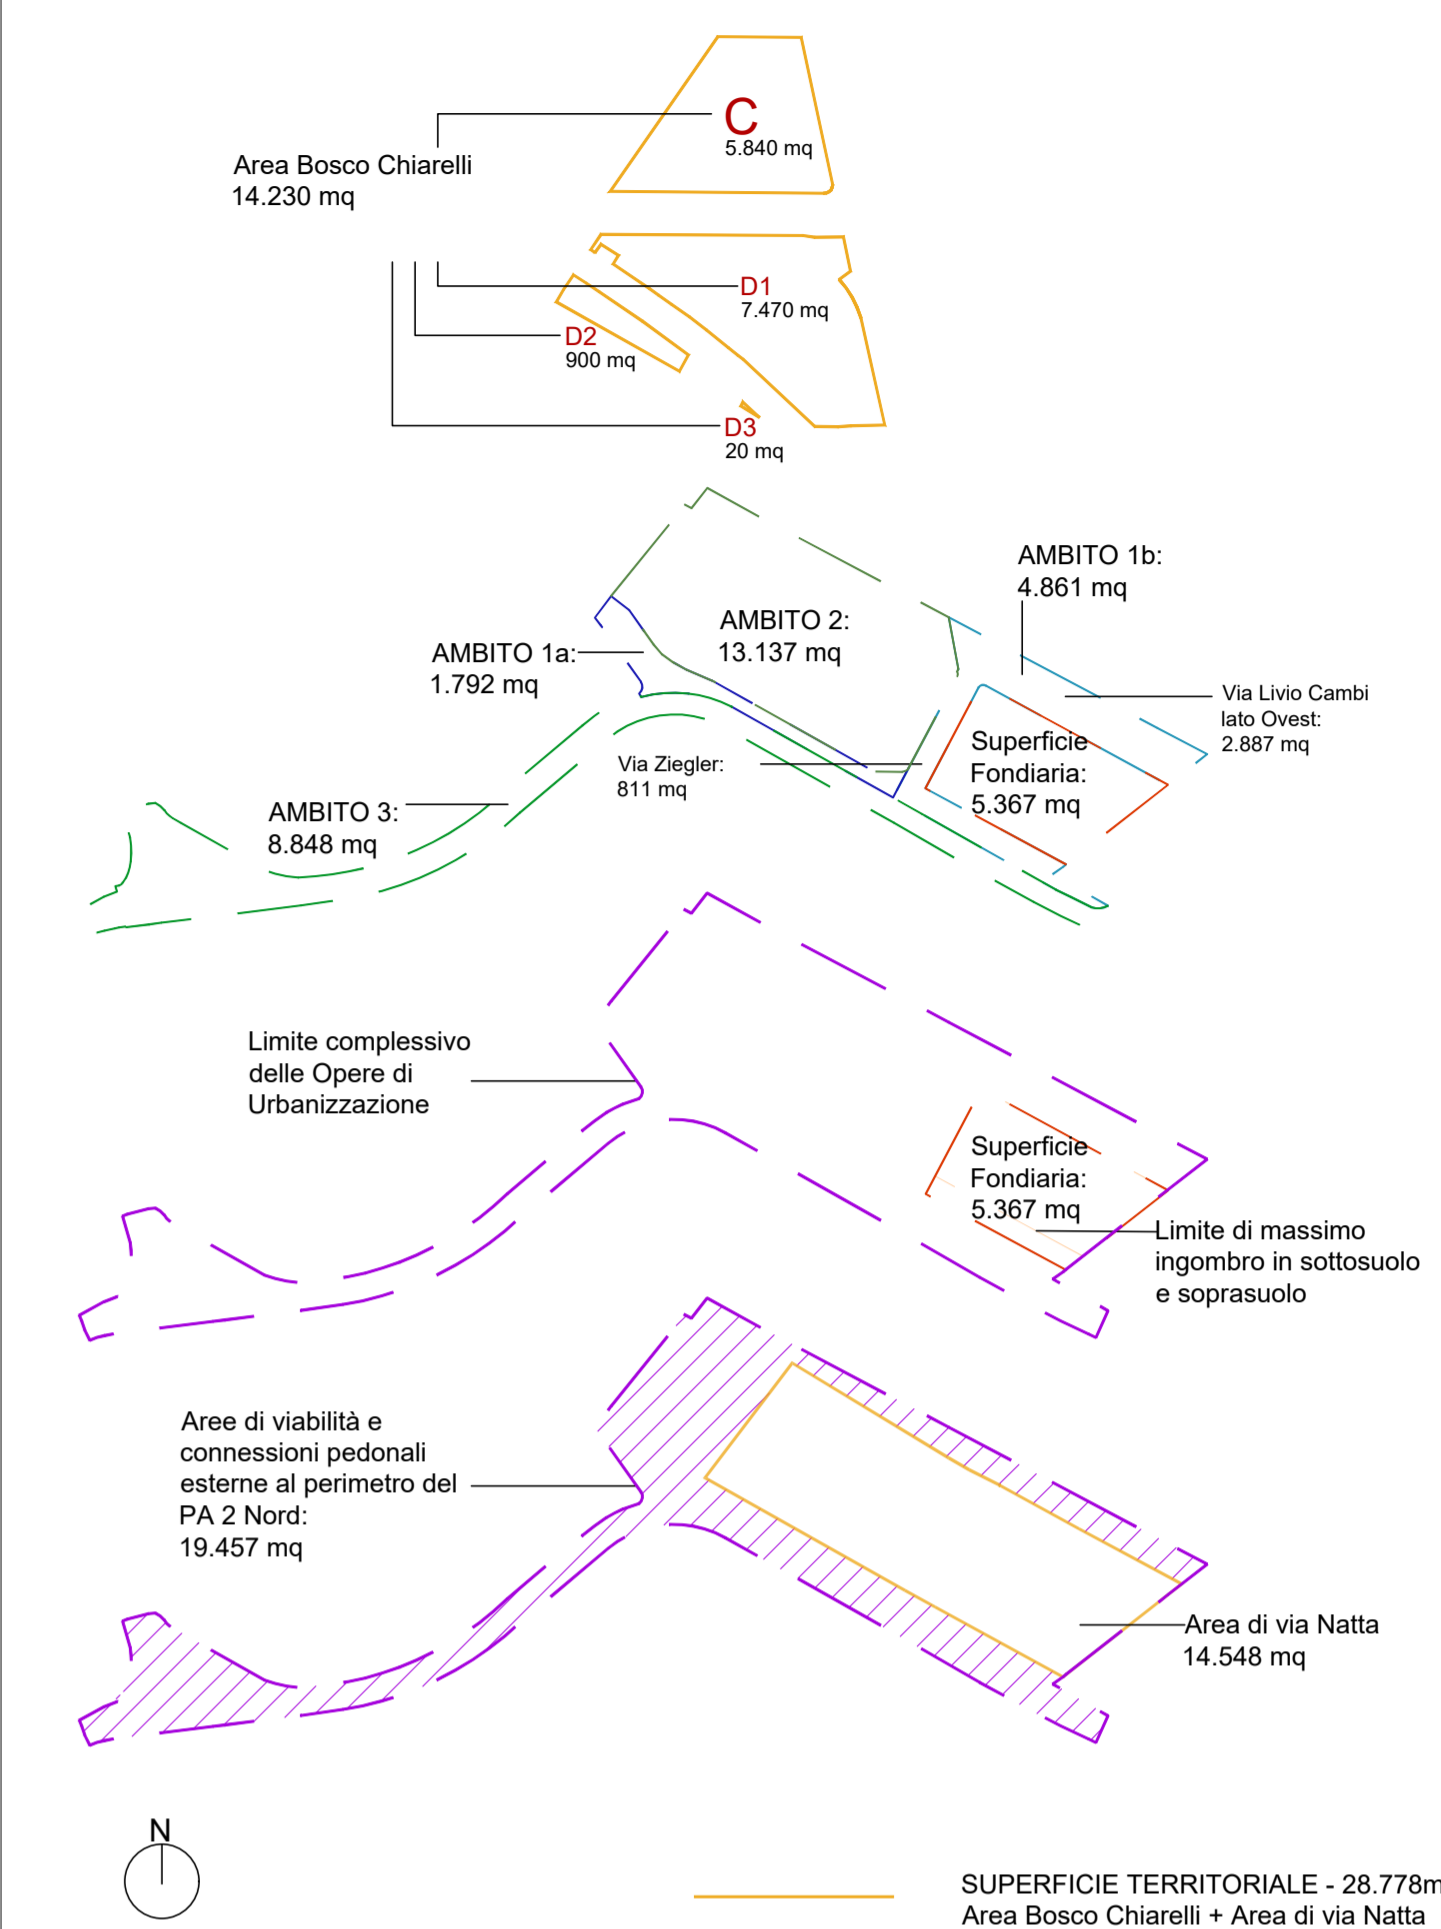 C
5.840 mq
Area Bosco Chiarelli
14.230 mq
D1
7.470 mq
D2
900 mq
D3
20 mq
AMBITO 1b:
4.861 mq
AMBITO 2:
13.137 mq
AMBITO 1a:
1.792 mq
Via Livio Cambi
lato Ovest:
2.887 mq
Superficie
Fondiaria:
5.367 mq
Via Ziegler:
811 mq
AMBITO 3:
8.848 mq
Limite complessivo
delle Opere di
Urbanizzazione
Superficie
Fondiaria:
5.367 mq
Limite di massimo
ingombro in sottosuolo
e soprasuolo
Aree di viabilità e
connessioni pedonali
esterne al perimetro del
PA 2 Nord:
19.457 mq
Area di via Natta
14.548 mq
N
SUPERFICIE TERRITORIALE - 28.778m
Area Bosco Chiarelli + Area di via Natta